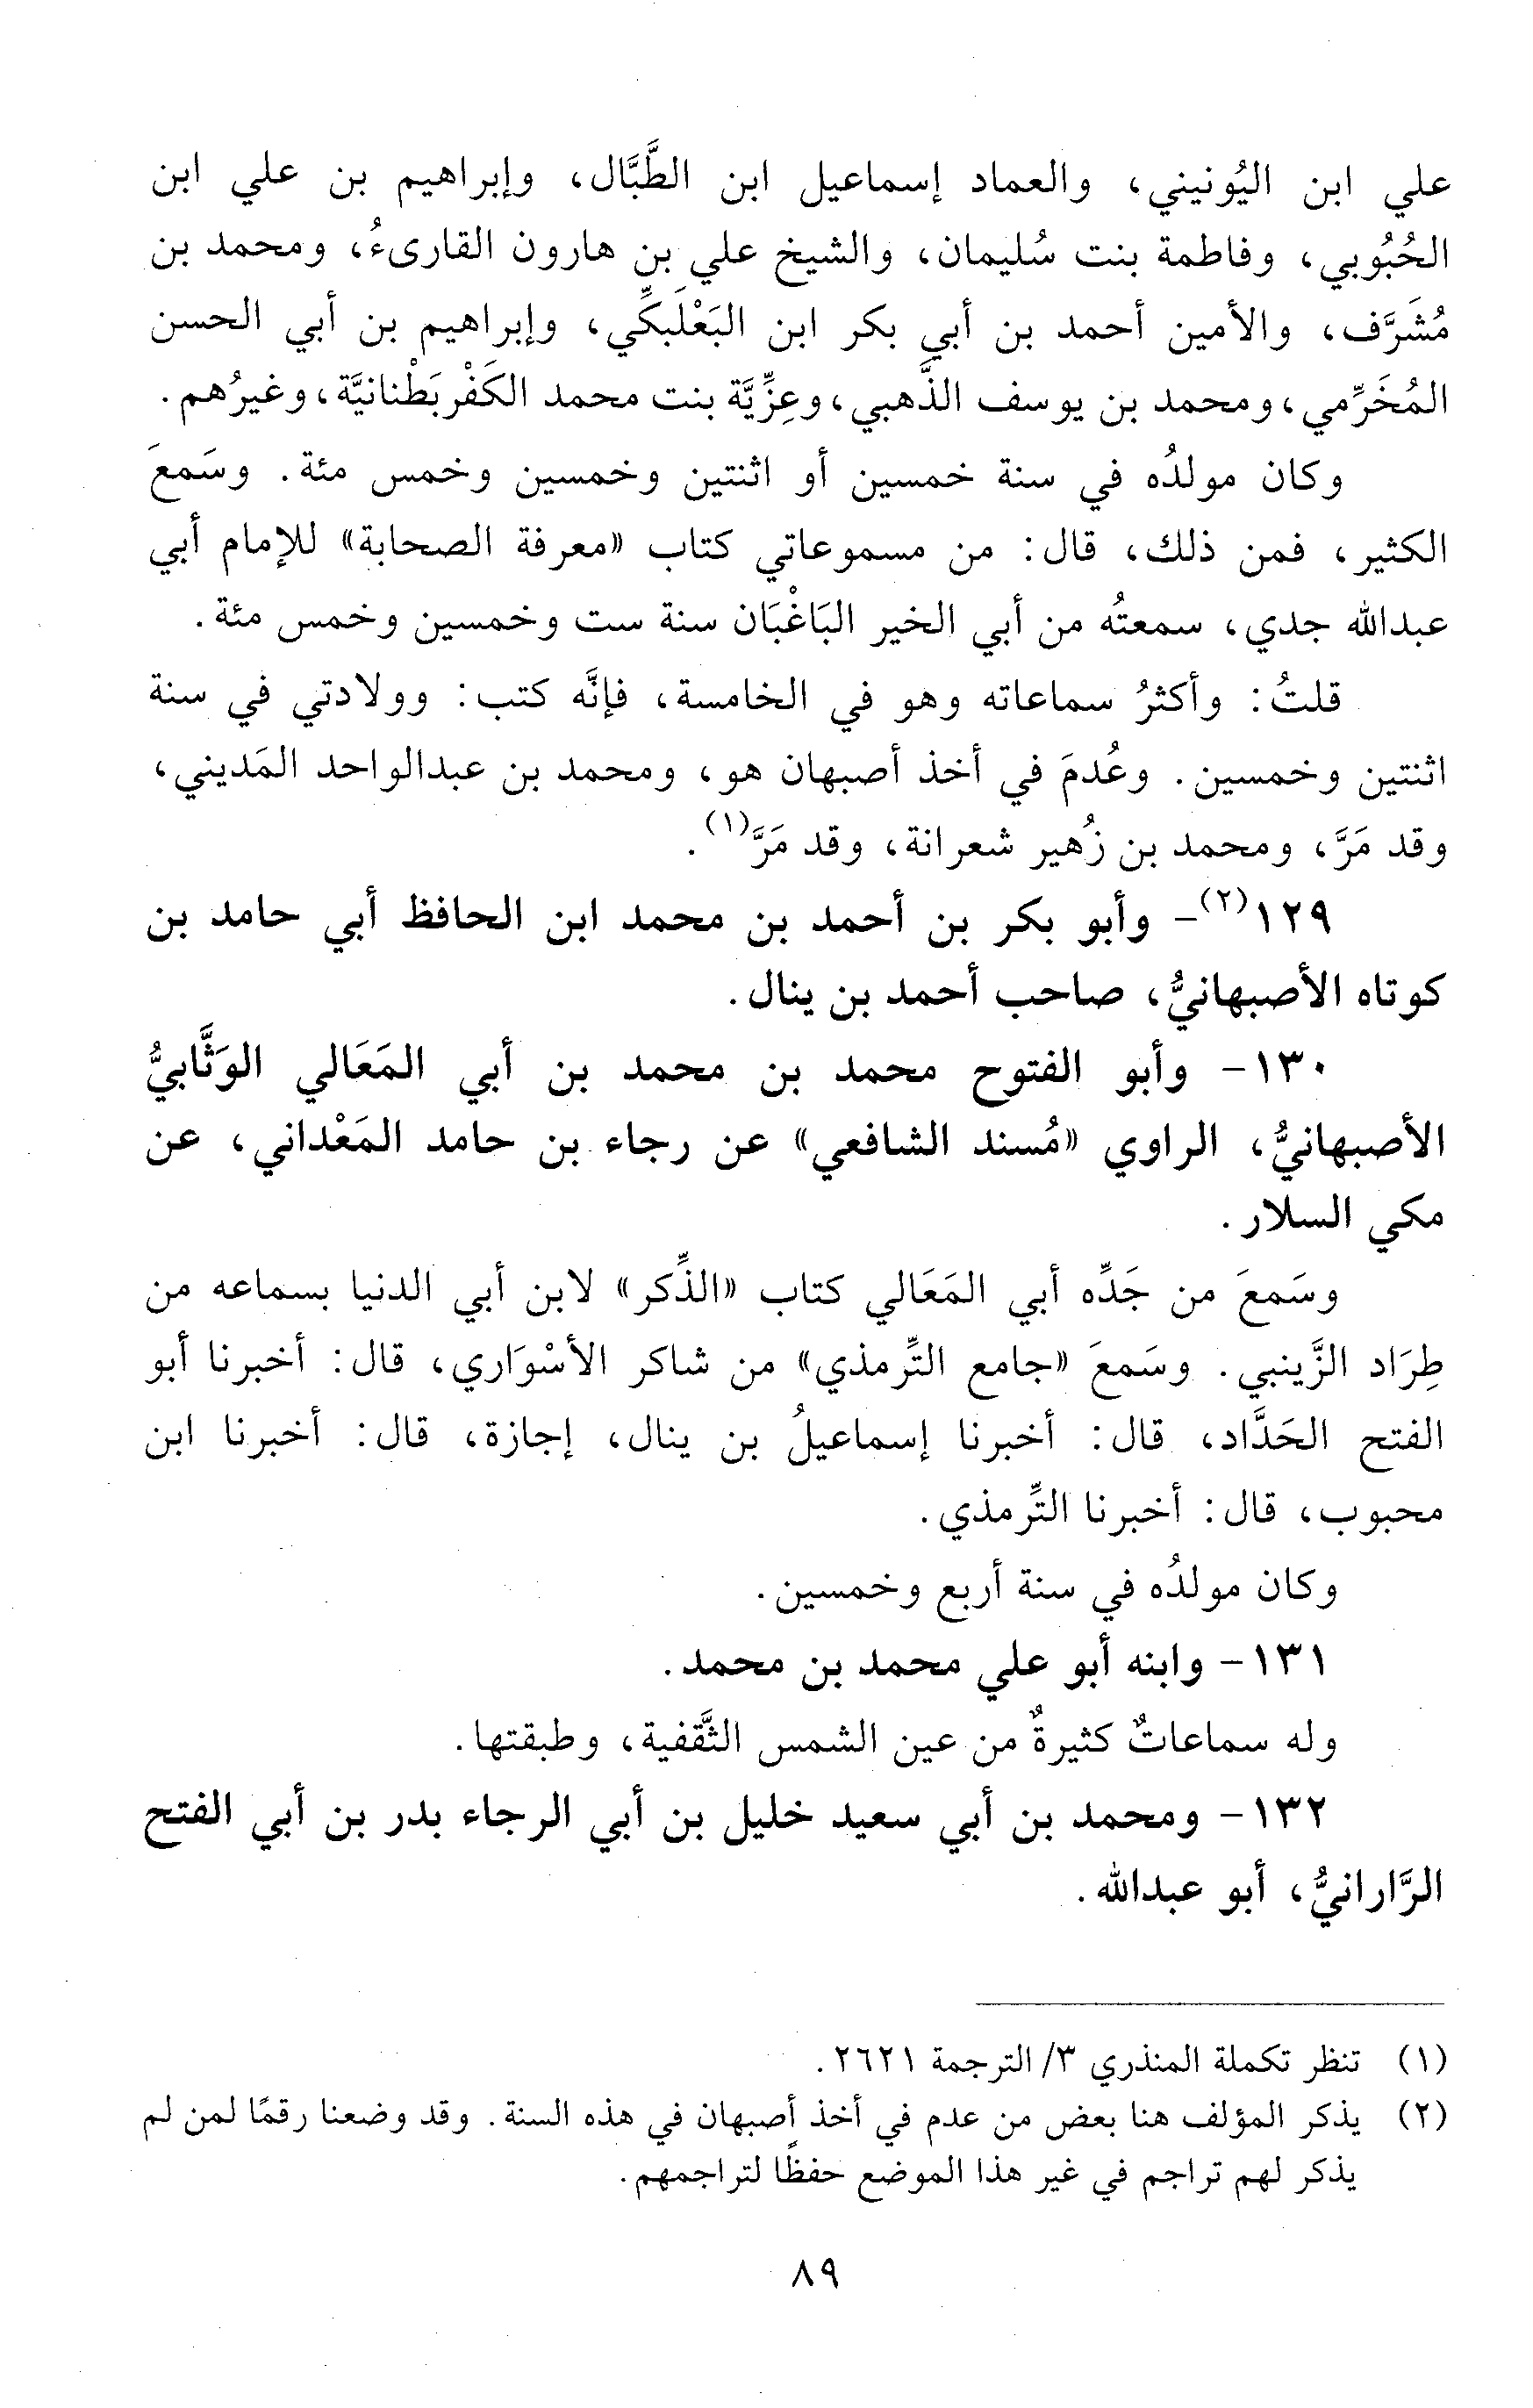 علي ابن اليُونيني، والعماد إسماعيل ابن الطَّبَّال، وإبراهيم بن علي ابن
الحُبُوبي، وفاطمة بنت سُليمان، والشيخ علي بن هارون القارىءُ، ومحمد بن
مُشَرَّف، والأمين أحمد بن أبي بكر ابن البَعْلَبكِّي، وإبراهيم بن أبي الحسن
المُخَرِّمي، ومحمد بن يوسف الذَّهبي، وعِزِّيَّة بنت محمد الكَفْربَطْنانيَّة، وغيرُهم.
وكان مولدُه في سنة خمسين أو اثنتين وخمسين وخمس مئة. وسَمعَ
الكثير، فمن ذلك، قال: من مسموعاتي كتاب «معرفة الصحابة» للإمام أبي
عبدالله جدي، سمعتُه من أبي الخير البَاغْبَان سنة ست وخمسين وخمس مئة.
قلتُ: وأكثرُ سماعاته وهو في الخامسة، فإنَّه كتب: وولادتي في سنة
اثنتين وخمسين. وعُدمَ في أخذ أصبهان هو، ومحمد بن عبدالواحد المَديني،
وقد مَرَّ، ومحمد بن زُهير شعرانة، وقد مَرَّ(١).
١٢٩(٢)- وأبو بكر بن أحمد بن محمد ابن الحافظ أبي حامد بن
كوتاه الأصبهانيُّ، صاحب أحمد بن ينال.
١٣٠- وأبو الفتوح محمد بن محمد بن أبي المَعَالي الوَثَّابيُّ
الأصبهانيُّ، الراوي «مُسند الشافعي» عن رجاء بن حامد المَعْداني، عن
مكي السلار.
وسَمعَ من جَدِّه أبي المَعَالي كتاب «الذِّكر» لابن أبي الدنيا بسماعه من
طِرَاد الزَّينبي. وسَمعَ «جامع التِّرمذي» من شاكر الأسْوَاري، قال: أخبرنا أبو
الفتح الحَدَّاد، قال: أخبرنا إسماعيلُ بن ينال، إجازة، قال: أخبرنا ابن
محبوب، قال: أخبرنا التِّرمذي.
وكان مولدُه في سنة أربع وخمسين.
١٣١- وابنه أبو علي محمد بن محمد.
وله سماعاتٌ كثيرةٌ من عين الشمس الثَّقفية، وطبقتها.
١٣٢- ومحمد بن أبي سعيد خليل بن أبي الرجاء بدر بن أبي الفتح
الرَّارانيُّ، أبو عبدالله.
(١) تنظر تكملة المنذري ٣/ الترجمة ٢٦٢١.
(٢) يذكر المؤلف هنا بعض من عدم في أخذ أصبهان في هذه السنة. وقد وضعنا رقمًا لمن لم
يذكر لهم تراجم في غير هذا الموضع حفظًا لتراجمهم.
٨٩